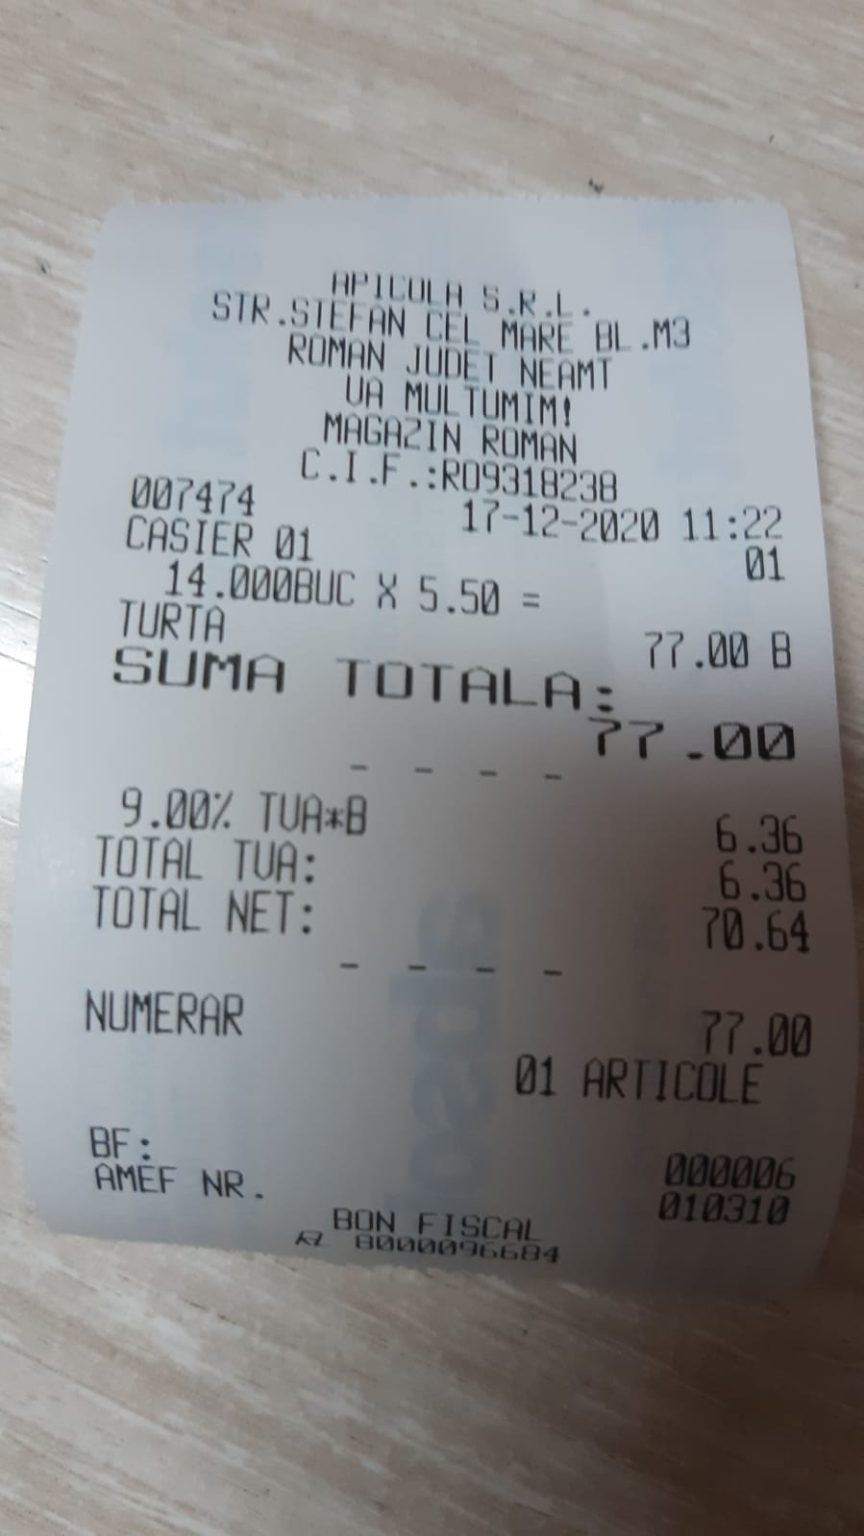 APICOLA S.R.L.
STR.STEFAN CEL MARE BL.M3
ROMAN JUDET NEAMT
VA MULTUMIM!
MAGAZIN ROMAN
C.I.F.:RO9318238
007474 17-12-2020 11:22
CASIER 01 01
14.000BUC X 5.50 =
TURTA 77.00 B
SUMA TOTALA:
77.00
- - - -
9.00% TVA*B 6.36
TOTAL TVA: 6.36
TOTAL NET: 70.64
- - - -
NUMERAR 77.00
01 ARTICOLE
BF: 000006
AMEF NR. 010310
BON FISCAL
8000096684